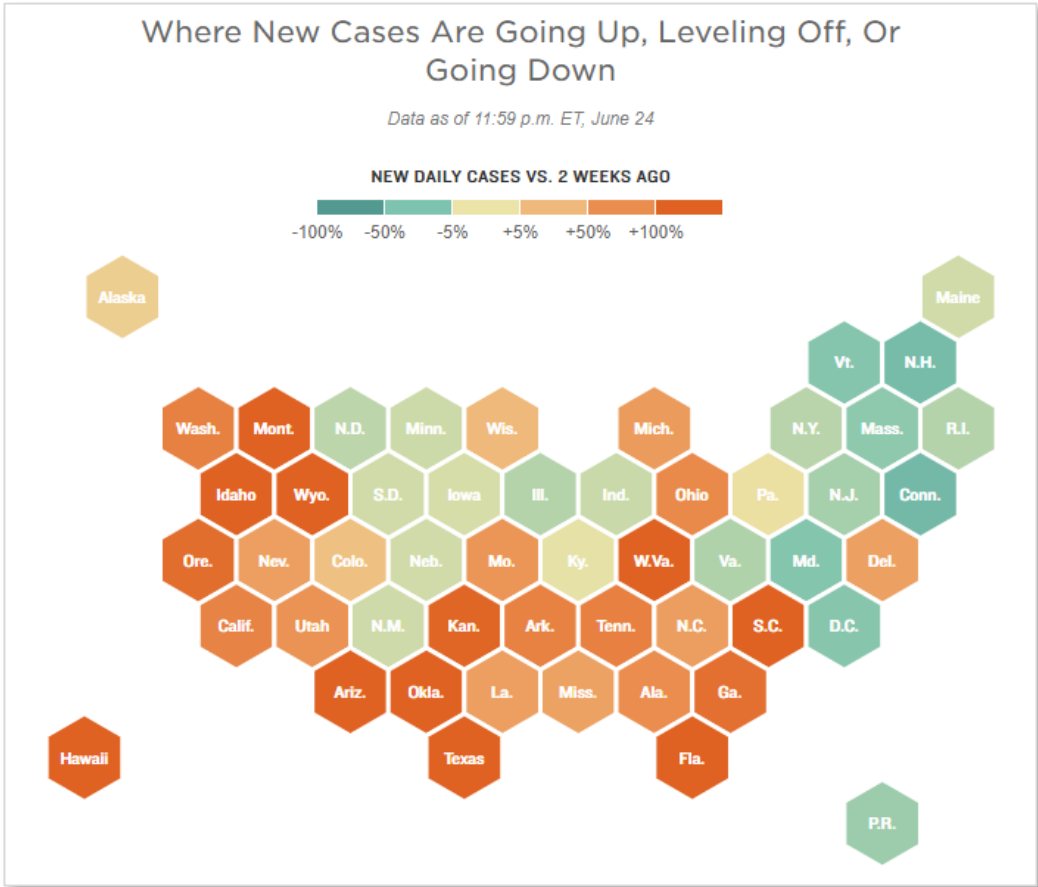 Where New Cases Are Going Up, Leveling Off, Or
Going Down
Data as of 11:59 p.m. ET, June 24
NEW DAILY CASES VS. 2 WEEKS AGO
-100% -50% -5% +5% +50% +100%
Alaska Maine
Vt. N.H.
Wash. Mont. N.D. Minn. Wis. Mich. N.Y. Mass. R.I.
Idaho Wyo. S.D. Iowa Ill. Ind. Ohio Pa. N.J. Conn.
Ore. Nev. Colo. Neb. Mo. Ky. W.Va. Va. Md. Del.
Calif. Utah N.M. Kan. Ark. Tenn. N.C. S.C. D.C.
Ariz. Okla. La. Miss. Ala. Ga.
Hawaii Texas Fla.
P.R.